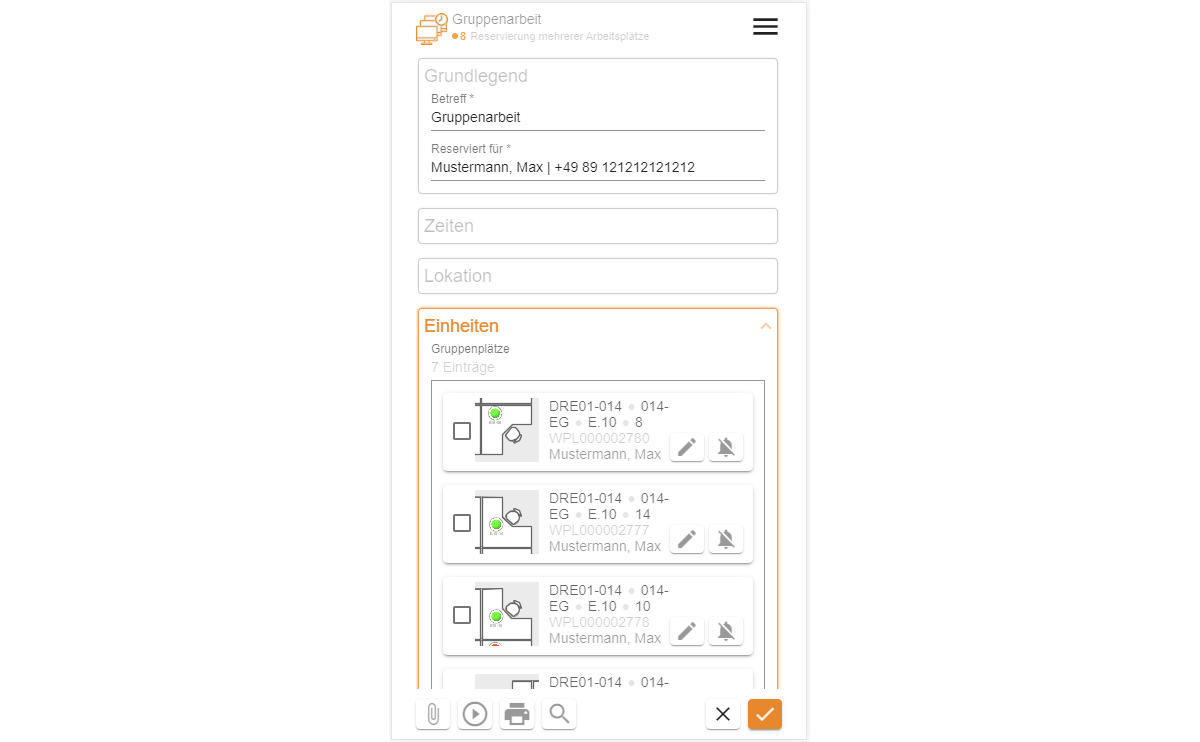 Gruppenarbeit
8 Reservierung mehrerer Arbeitsplätze
Grundlegend
Betreff *
Gruppenarbeit
Reserviert für *
Mustermann, Max | +49 89 121212121212
Zeiten
Lokation
Einheiten
Gruppenplätze
7 Einträge
DRE01-014 ● 014-
EG ● E.10 ● 8
WPL000002780
Mustermann, Max
DRE01-014 ● 014-
EG ● E.10 ● 14
WPL000002777
Mustermann, Max
DRE01-014 ● 014-
EG ● E.10 ● 10
WPL000002778
Mustermann, Max
DRE01-014 ● 014-